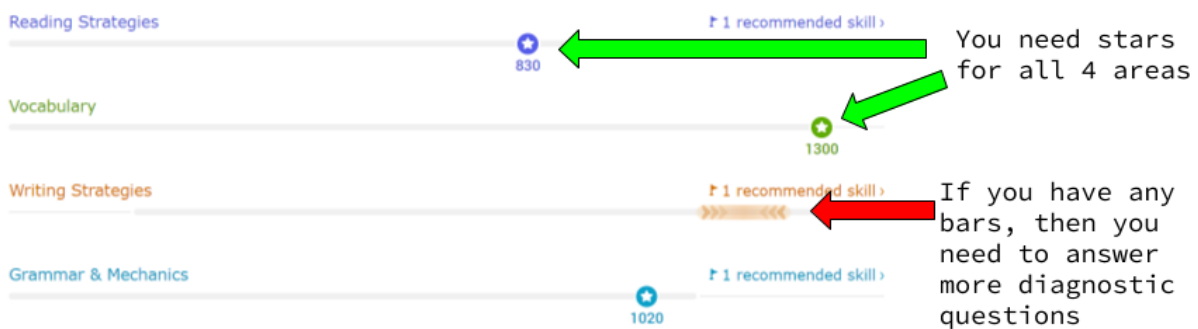 Reading Strategies
1 recommended skill ›
830
You need stars
for all 4 areas
Vocabulary
1300
Writing Strategies
1 recommended skill ›
If you have any
bars, then you
need to answer
more diagnostic
questions
Grammar & Mechanics
1 recommended skill ›
1020